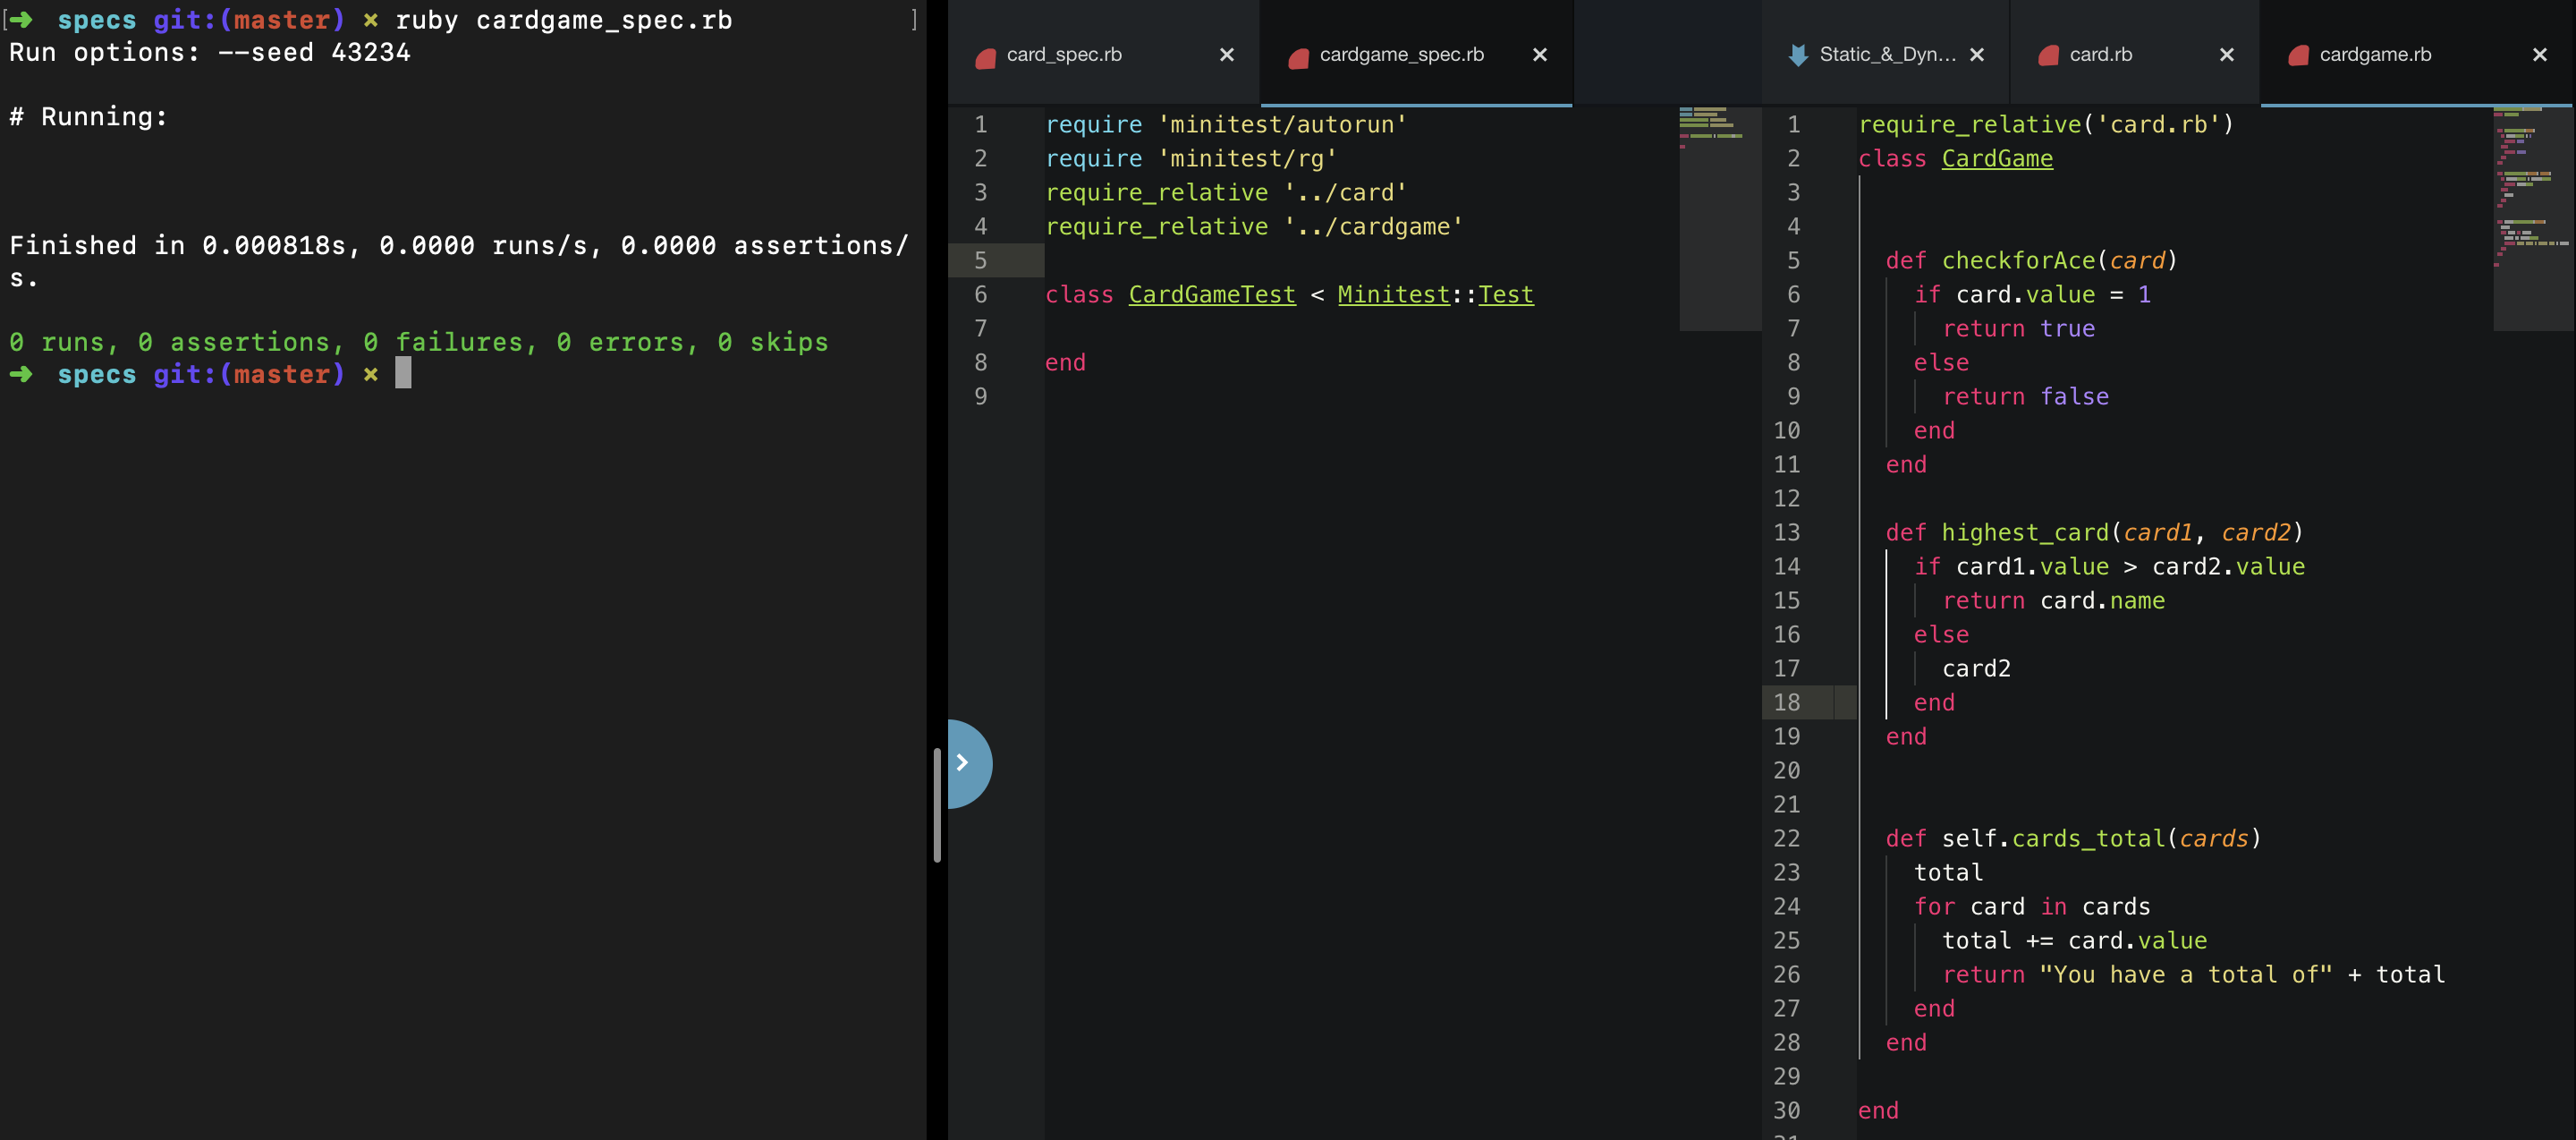 [➜  specs git:(master) × ruby cardgame_spec.rb ]
Run options: --seed 43234
# Running:
Finished in 0.000818s, 0.0000 runs/s, 0.0000 assertions/
s.
0 runs, 0 assertions, 0 failures, 0 errors, 0 skips
➜  specs git:(master) ×
card_spec.rb ×
cardgame_spec.rb ×
1 require 'minitest/autorun'
2 require 'minitest/rg'
3 require_relative '../card'
4 require_relative '../cardgame'
5
6 class CardGameTest < Minitest::Test
7
8 end
9
Static_&_Dyn... ×
card.rb ×
cardgame.rb ×
1 require_relative('card.rb')
2 class CardGame
3
4
5   def checkforAce(card)
6     if card.value = 1
7       return true
8     else
9       return false
10     end
11   end
12
13   def highest_card(card1, card2)
14     if card1.value > card2.value
15       return card.name
16     else
17       card2
18     end
19   end
20
21
22   def self.cards_total(cards)
23     total
24     for card in cards
25       total += card.value
26       return "You have a total of" + total
27     end
28   end
29
30 end